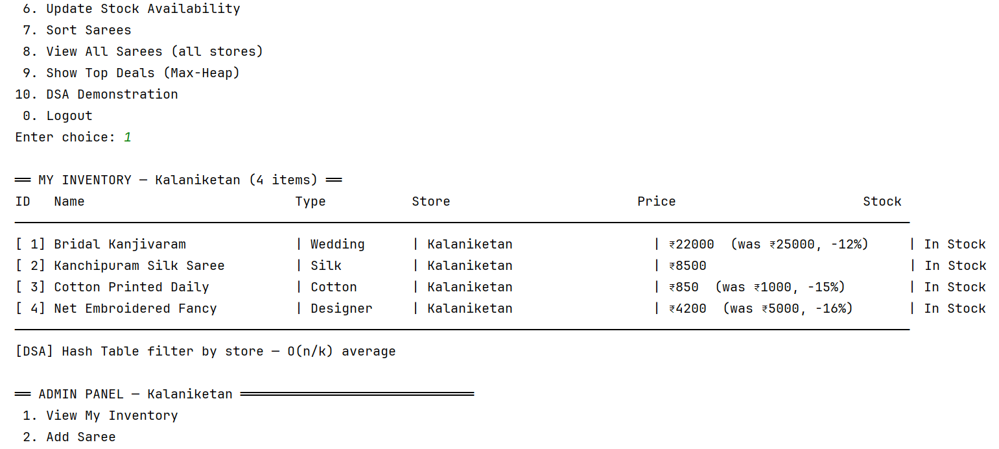 6. Update Stock Availability
 7. Sort Sarees
 8. View All Sarees (all stores)
 9. Show Top Deals (Max-Heap)
10. DSA Demonstration
 0. Logout
Enter choice: 1

══ MY INVENTORY — Kalaniketan (4 items) ══
ID   Name                           Type           Store                        Price                        Stock
[ 1] Bridal Kanjivaram              | Wedding      | Kalaniketan                  | ₹22000  (was ₹25000, -12%)     | In Stock
[ 2] Kanchipuram Silk Saree         | Silk         | Kalaniketan                  | ₹8500                          | In Stock
[ 3] Cotton Printed Daily           | Cotton       | Kalaniketan                  | ₹850  (was ₹1000, -15%)        | In Stock
[ 4] Net Embroidered Fancy          | Designer     | Kalaniketan                  | ₹4200  (was ₹5000, -16%)       | In Stock
[DSA] Hash Table filter by store — O(n/k) average

══ ADMIN PANEL — Kalaniketan ══════════════════════════════
 1. View My Inventory
 2. Add Saree